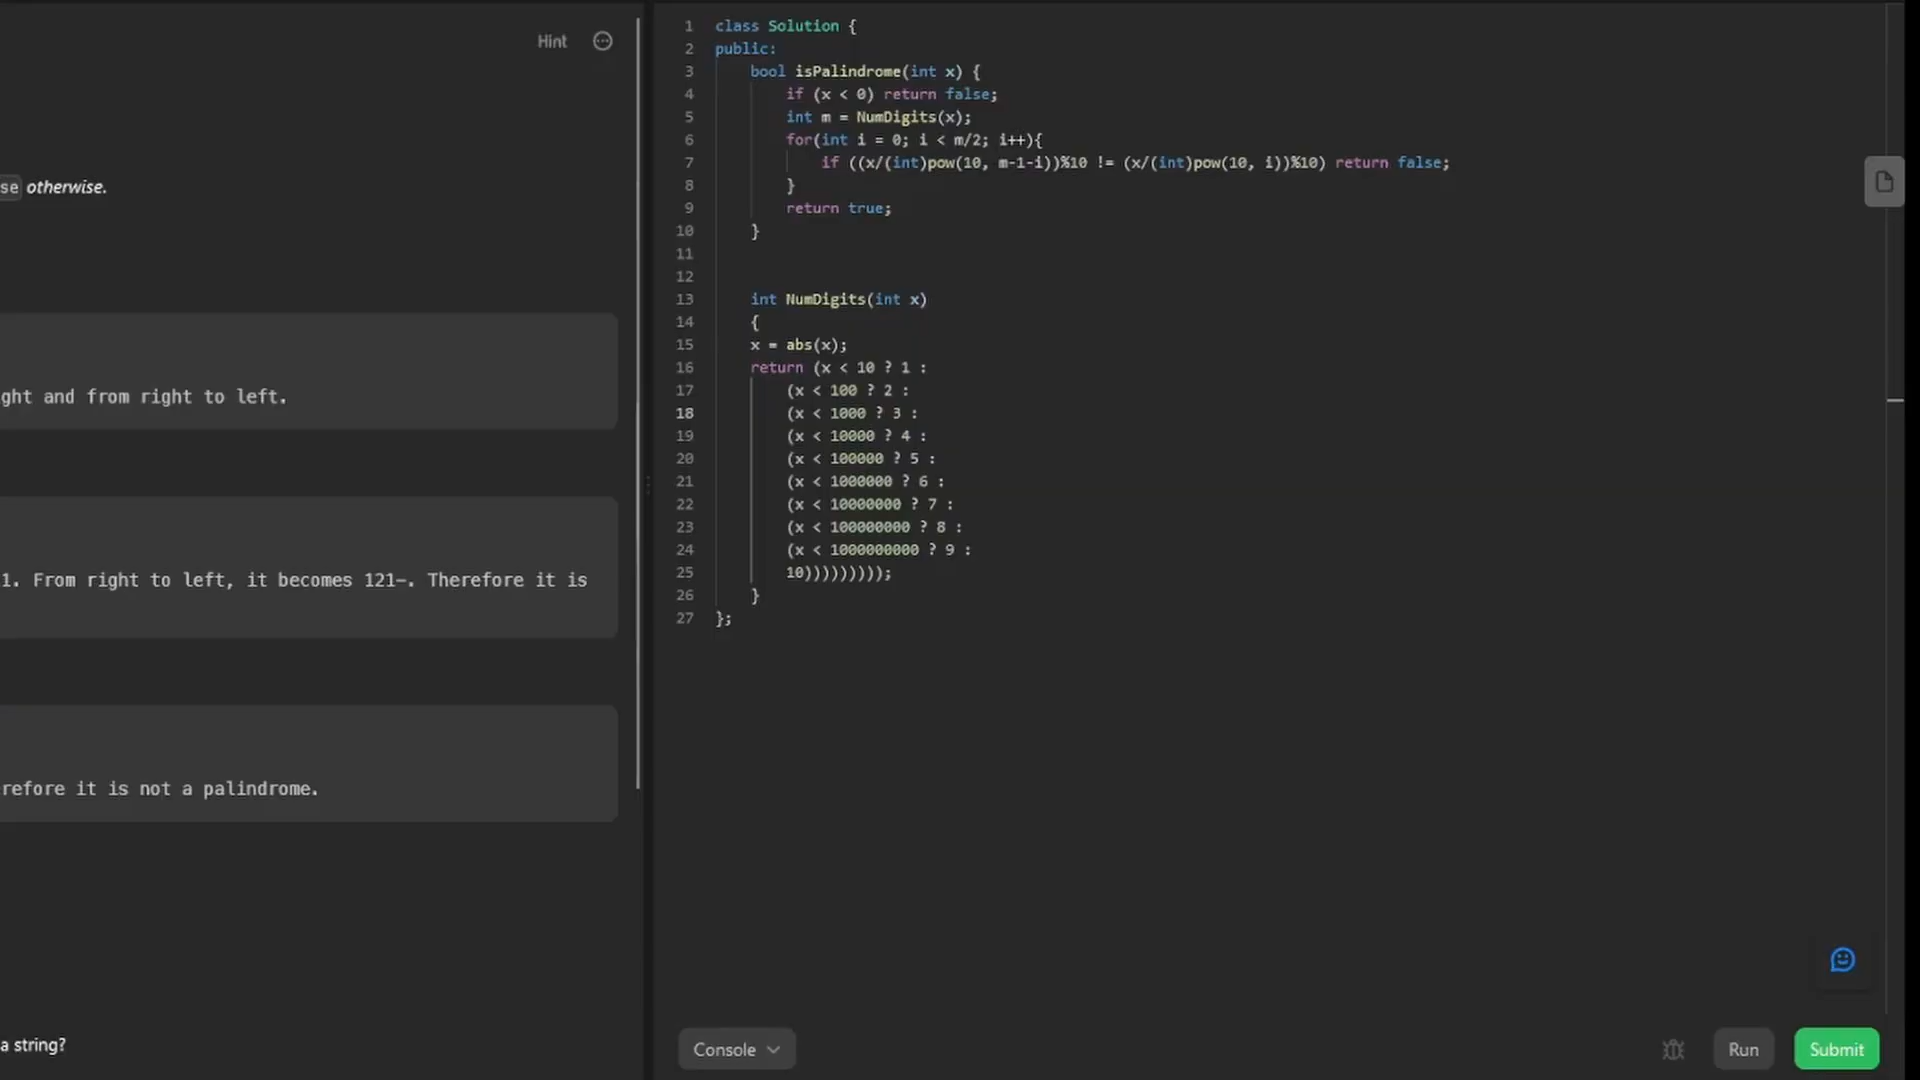 Hint
se otherwise.
ght and from right to left.
1. From right to left, it becomes 121-. Therefore it is
refore it is not a palindrome.
a string?
1 class Solution {
2 public:
3 bool isPalindrome(int x) {
4 if (x < 0) return false;
5 int m = NumDigits(x);
6 for(int i = 0; i < m/2; i++){
7 if ((x/(int)pow(10, m-1-i))%10 != (x/(int)pow(10, i))%10) return false;
8 }
9 return true;
10 }
11
12
13 int NumDigits(int x)
14 {
15 x = abs(x);
16 return (x < 10 ? 1 :
17 (x < 100 ? 2 :
18 (x < 1000 ? 3 :
19 (x < 10000 ? 4 :
20 (x < 100000 ? 5 :
21 (x < 1000000 ? 6 :
22 (x < 10000000 ? 7 :
23 (x < 100000000 ? 8 :
24 (x < 1000000000 ? 9 :
25 10)))))))));
26 }
27 };
Console
Run
Submit